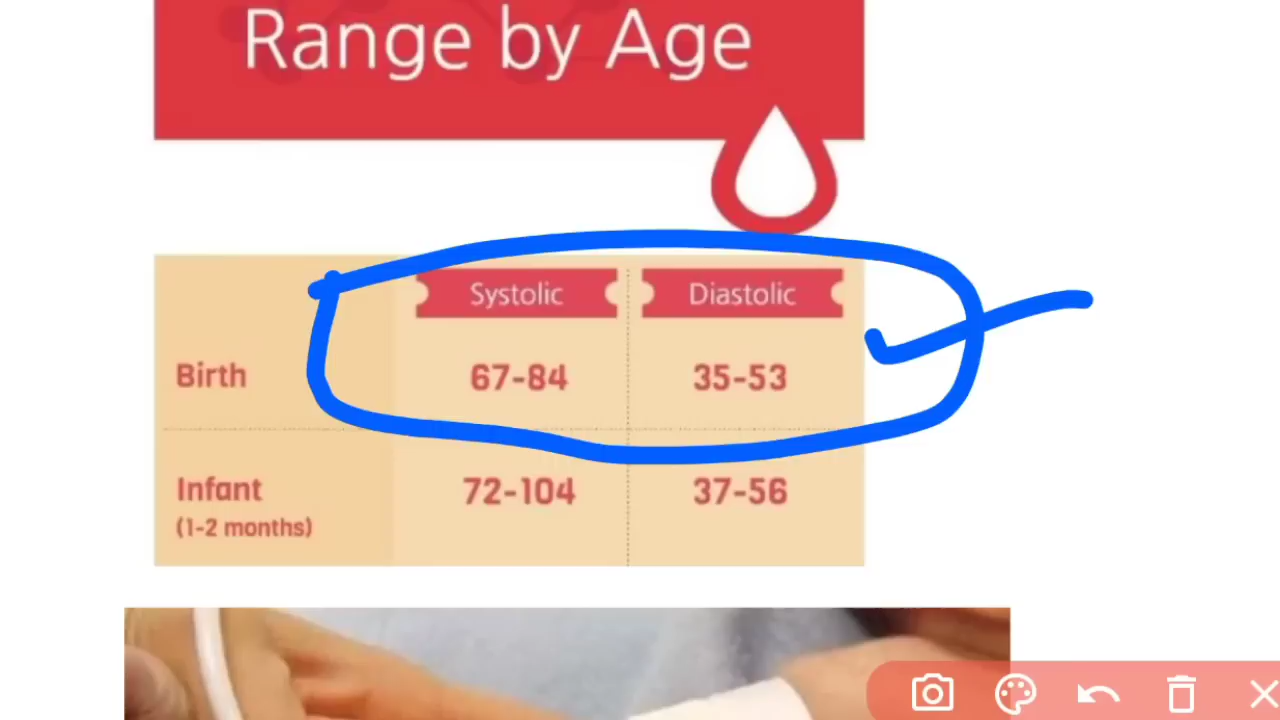 Range by Age
Systolic Diastolic
Birth 67-84 35-53
Infant 72-104 37-56
(1-2 months)